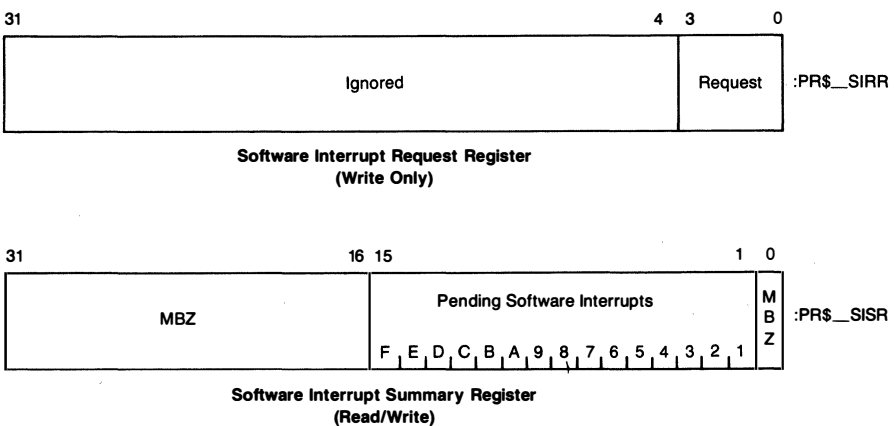 31 4 3 0
Ignored Request :PR$__SIRR
Software Interrupt Request Register
(Write Only)
31 16 15 1 0
Pending Software Interrupts
MBZ M B Z :PR$__SISR
F E D C B A 9 8 7 6 5 4 3 2 1
Software Interrupt Summary Register
(Read/Write)